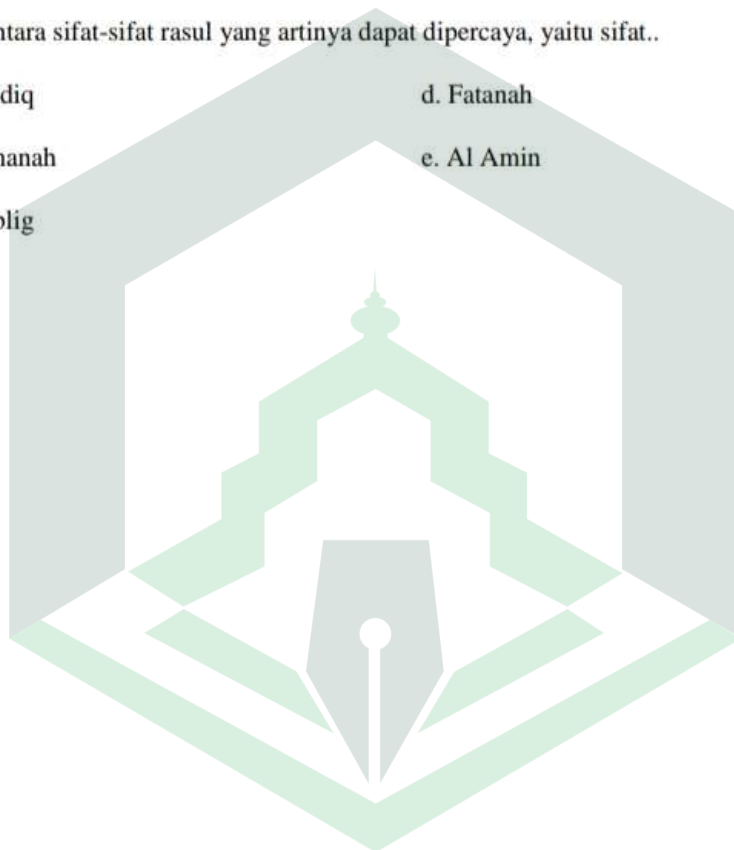 ntara sifat-sifat rasul yang artinya dapat dipercaya, yaitu sifat..
diq d. Fatanah
nanah e. Al Amin
olig